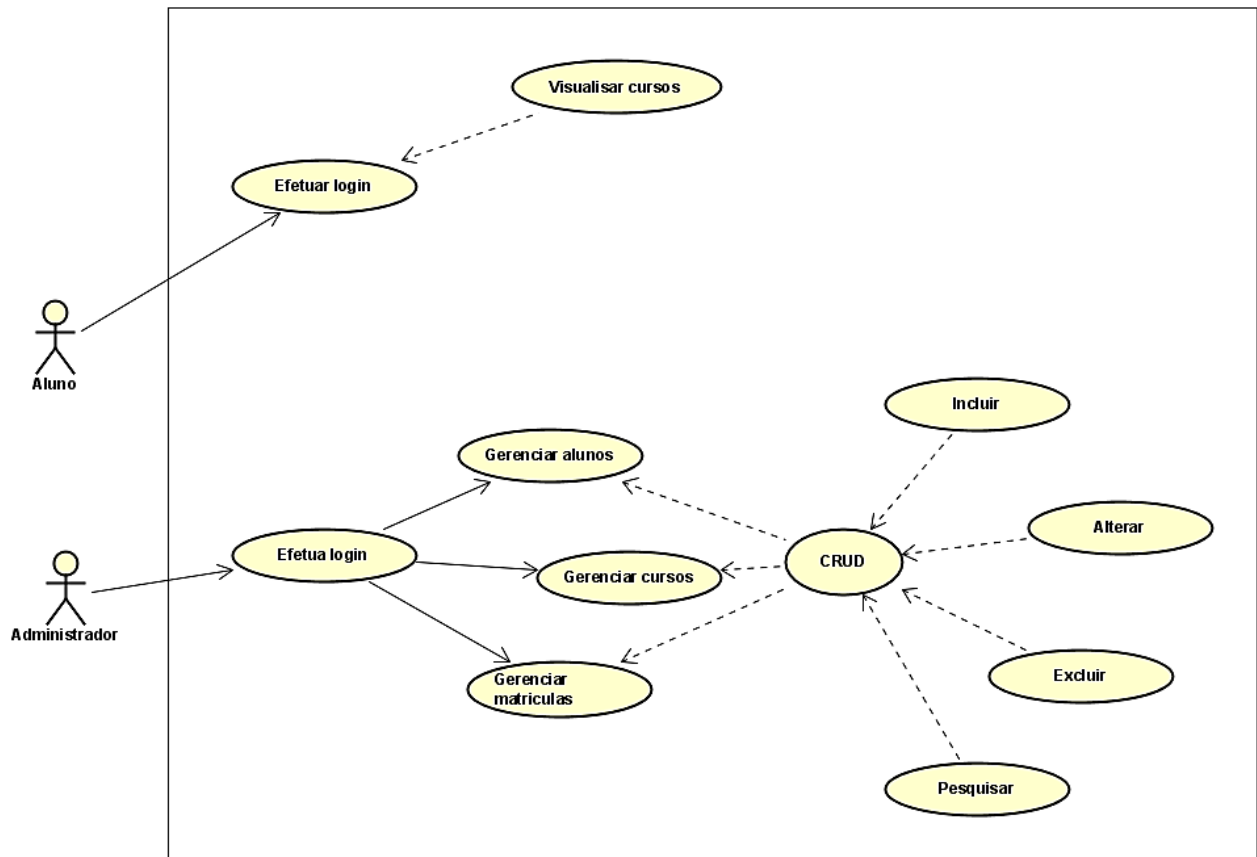 Visualisar cursos
Efetuar login
Aluno
Incluir
Gerenciar alunos
Alterar
Efetua login
CRUD
Gerenciar cursos
Administrador
Gerenciar
matriculas
Excluir
Pesquisar